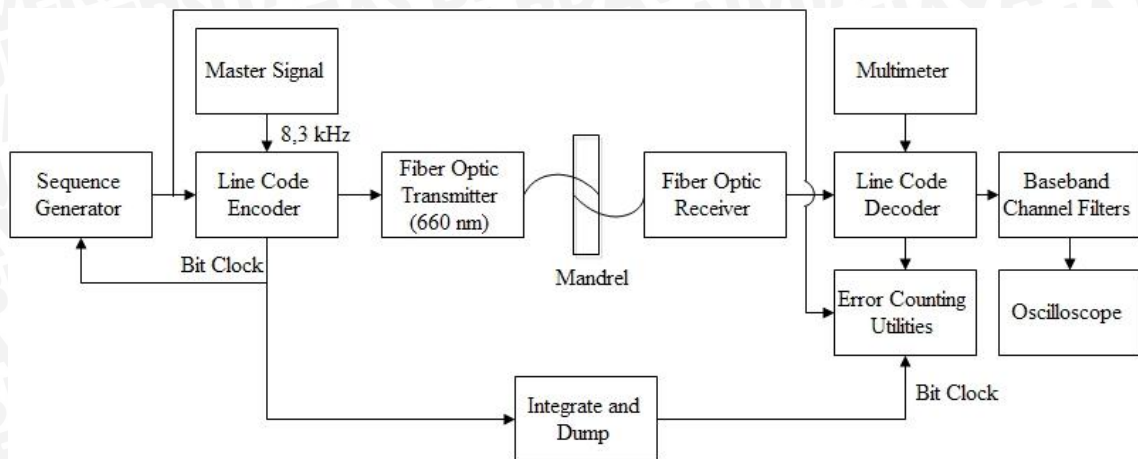 Master Signal
Multimeter
8,3 kHz
Sequence
Generator
Line Code
Encoder
Fiber Optic
Transmitter
(660 nm)
Fiber Optic
Receiver
Line Code
Decoder
Baseband
Channel Filters
Bit Clock
Mandrel
Error Counting
Utilities
Oscilloscope
Integrate and
Dump
Bit Clock